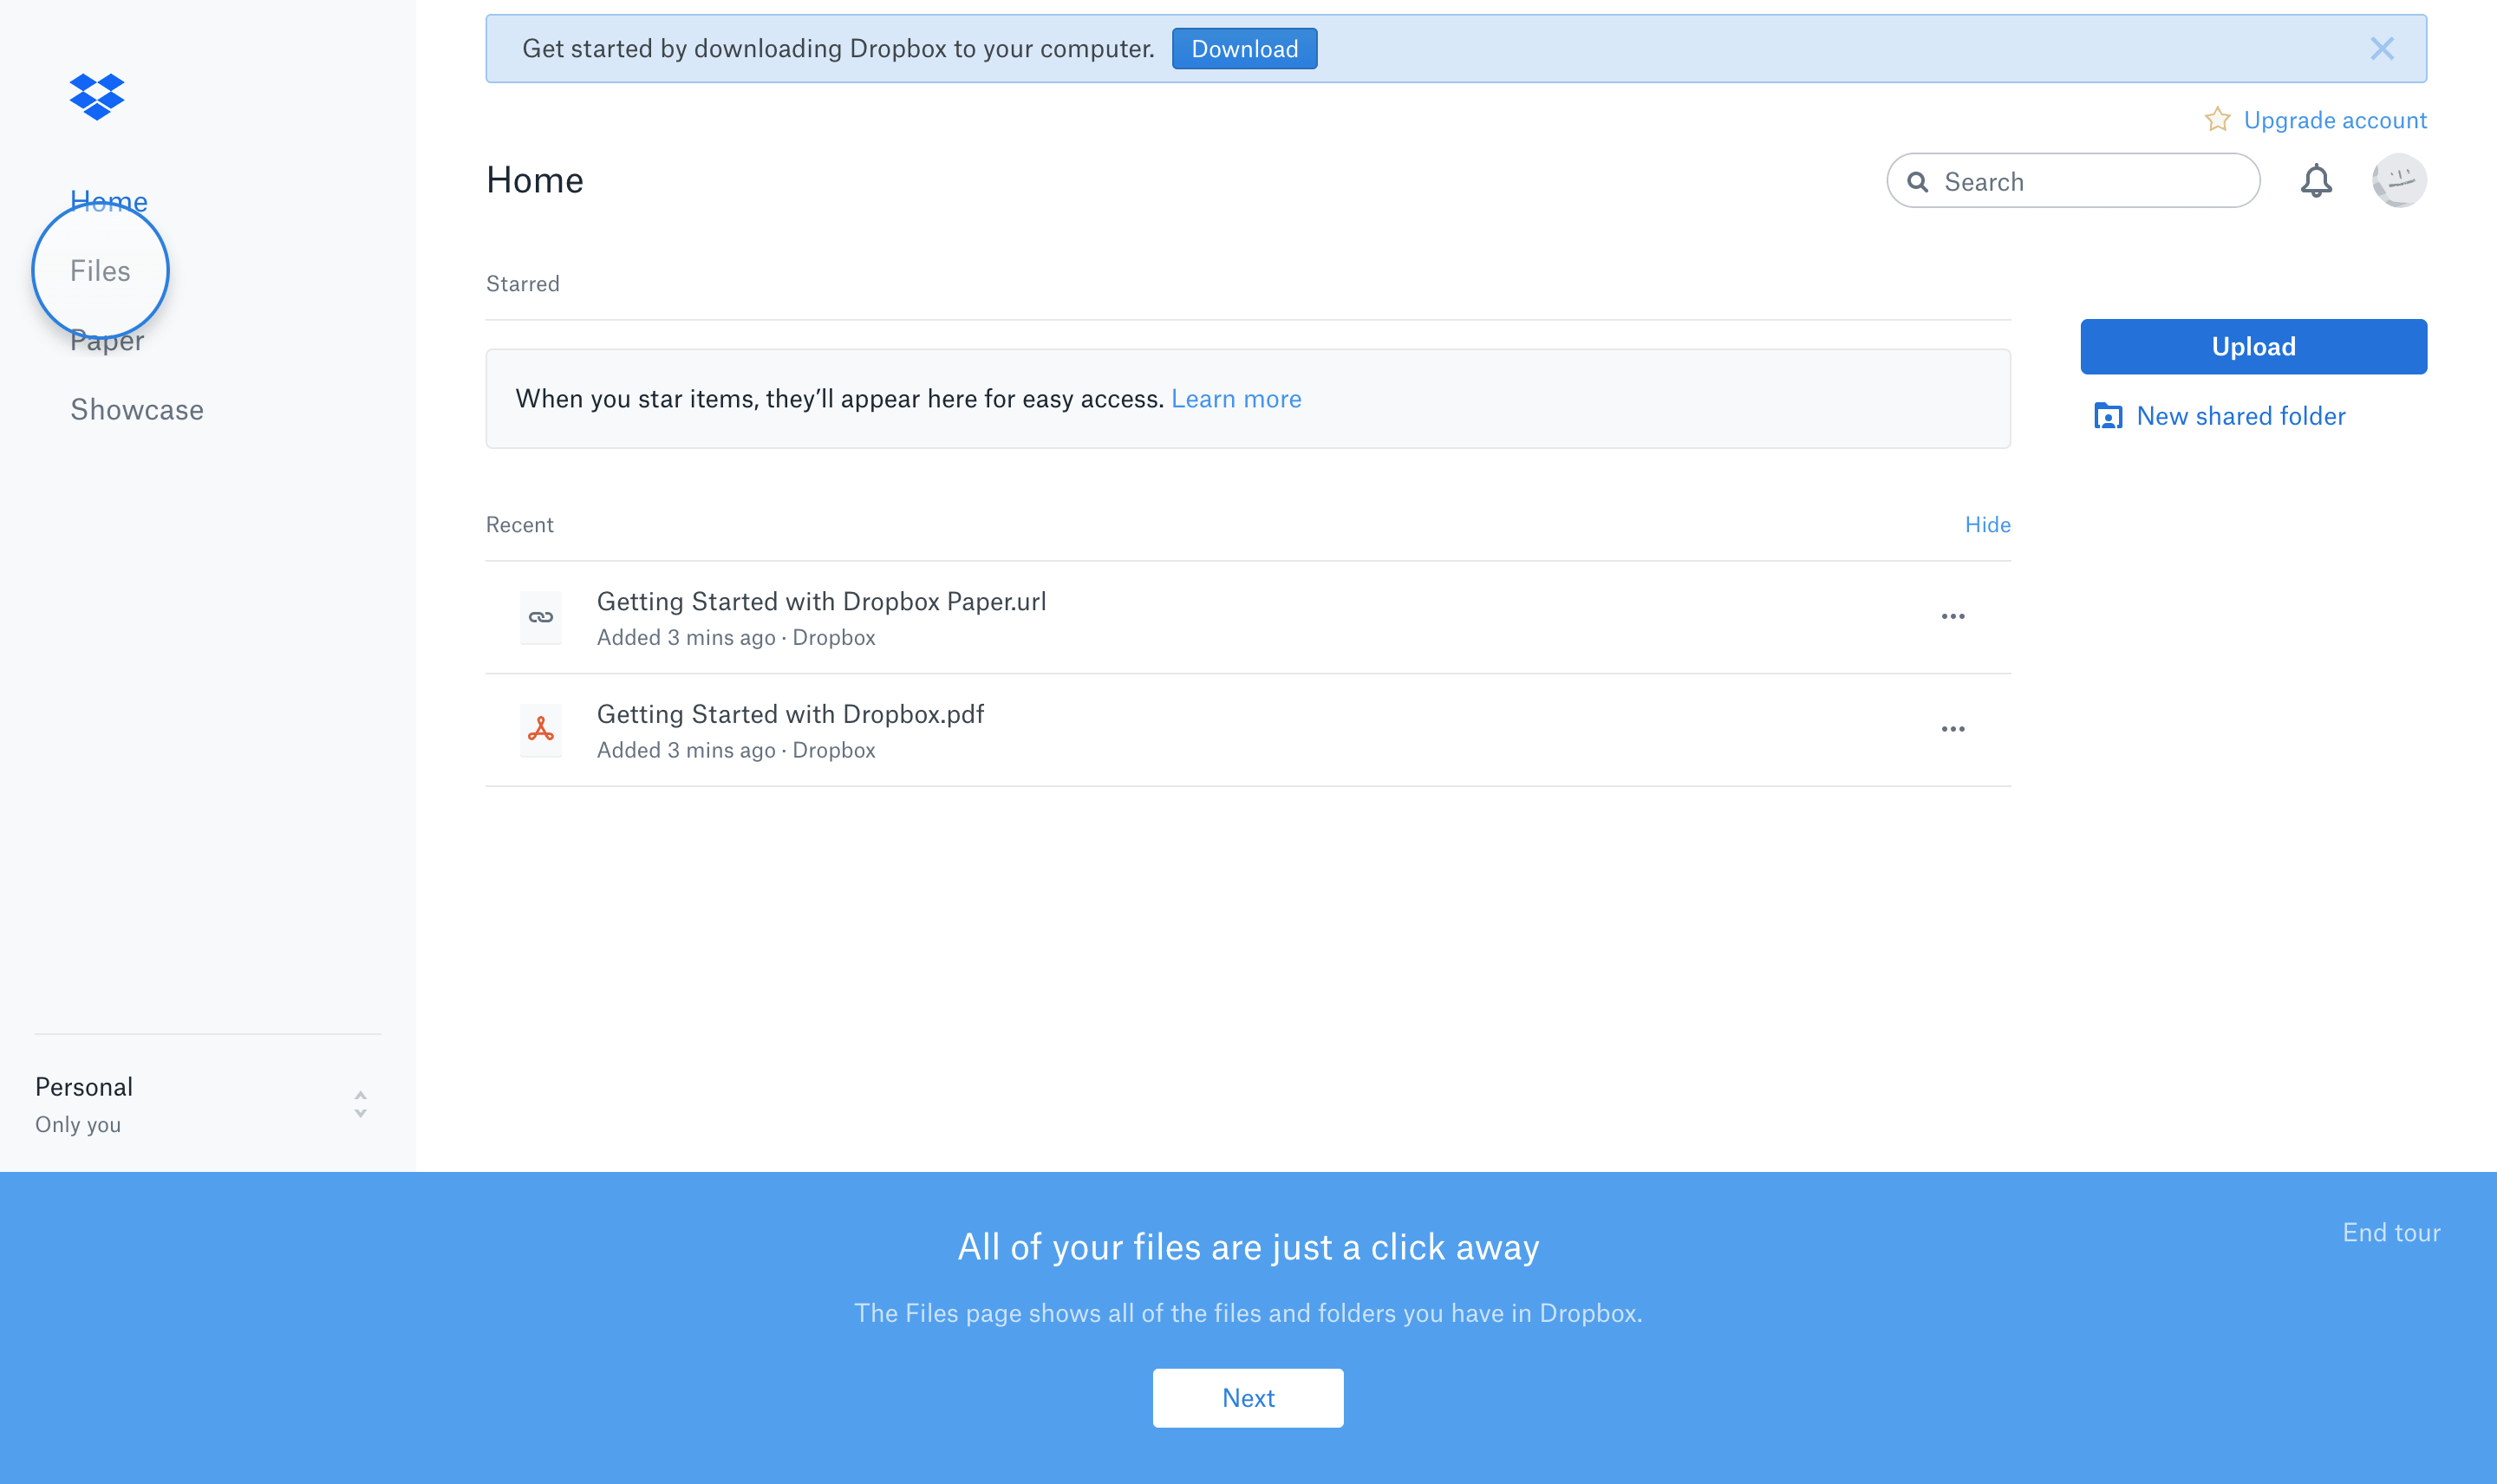 Get started by downloading Dropbox to your computer. Download
Upgrade account
Home
Files
Paper
Showcase
Home
Search
Starred
When you star items, they’ll appear here for easy access. Learn more
Upload
New shared folder
Recent Hide
Getting Started with Dropbox Paper.url
Added 3 mins ago · Dropbox
Getting Started with Dropbox.pdf
Added 3 mins ago · Dropbox
Personal
Only you
All of your files are just a click away
End tour
The Files page shows all of the files and folders you have in Dropbox.
Next